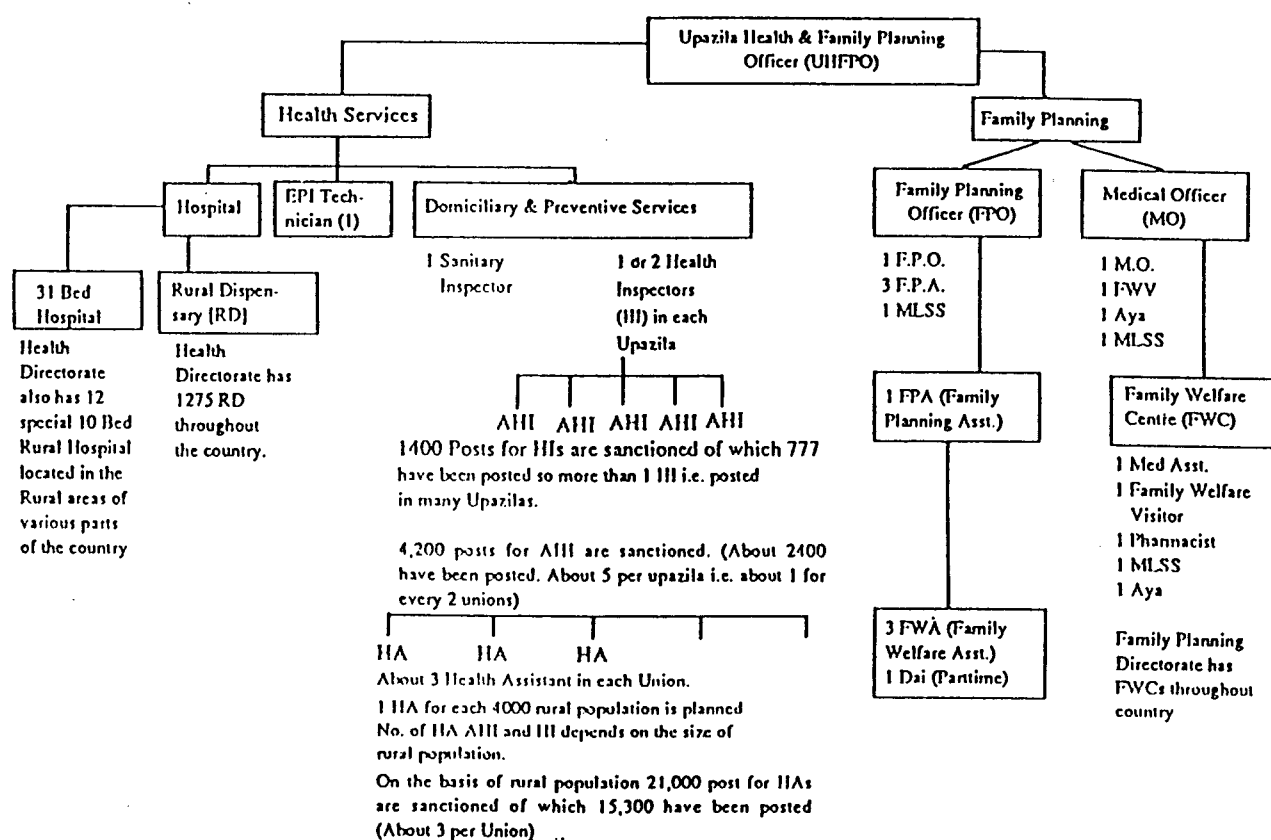 Upazila Health & Family Planning
Officer (UHFPO)
Health Services
Family Planning
Hospital
EPI Tech-
nician (1)
Domiciliary & Preventive Services
Family Planning
Officer (FPO)
Medical Officer
(MO)
31 Bed
Hospital
Rural Dispen-
sary [RD]
1 Sanitary
Inspector
1 or 2 Health
Inspectors
(HI) in each
Upazila
1 F.P.O.
3 F.P.A.
1 MLSS
1 M.O.
1 FWV
1 Aya
1 MLSS
Health
Directorate
also has 12
special 10 Bed
Rural Hospital
located in the
Rural areas of
various parts
of the country
Health
Directorate has
1275 RD
throughout
the country.
AHI AHI AHI AHI AHI
1400 Posts for HIs are sanctioned of which 777
have been posted so more than 1 HI i.e. posted
in many Upazilas.
4,200 posts for AHI are sanctioned. (About 2400
have been posted. About 5 per upazila i.e. about 1 for
every 2 unions)
HA HA HA
About 3 Health Assistant in each Union.
1 HA for each 4000 rural population is planned
No. of HA AHI and HI depends on the size of
rural population.
On the basis of rural population 21,000 post for HAs
are sanctioned of which 15,300 have been posted
(About 3 per Union)
1 FPA (Family
Planning Asst.)
Family Welfare
Centre (FWC)
1 Med Asst.
1 Family Welfare
Visitor
1 Phannacist
1 MLSS
1 Aya
3 FWA (Family
Welfare Asst.)
1 Dai (Partime)
Family Planning
Directorate has
FWCs throughout
country